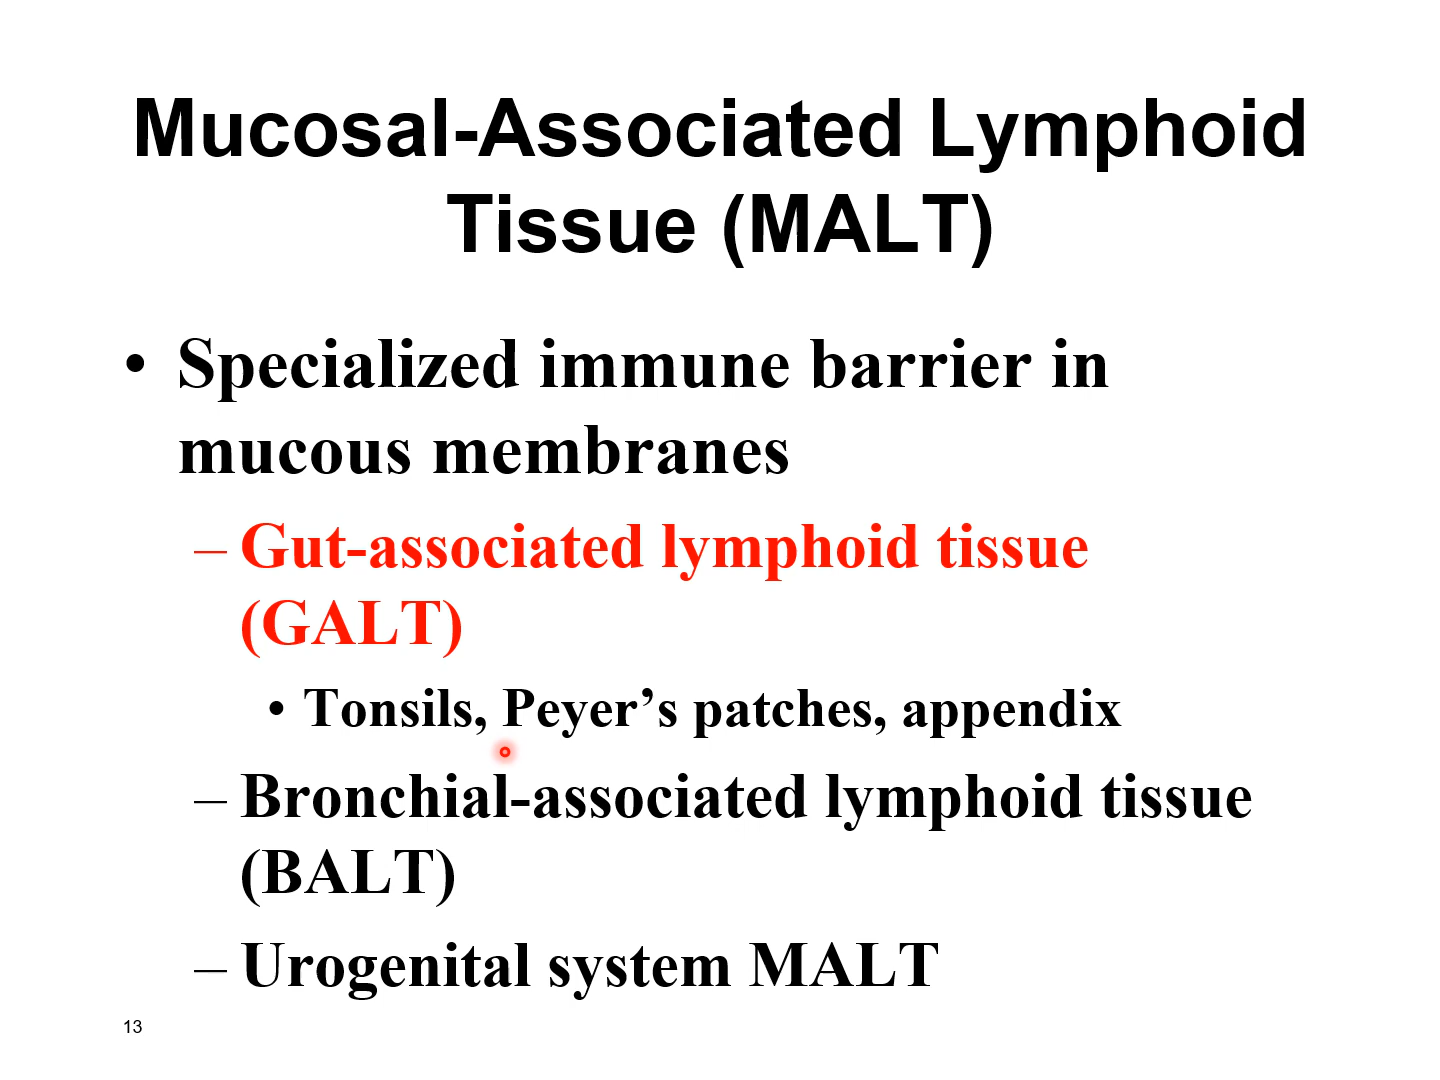 Mucosal-Associated Lymphoid
Tissue (MALT)
• Specialized immune barrier in
mucous membranes
– Gut-associated lymphoid tissue
(GALT)
• Tonsils, Peyer’s patches, appendix
– Bronchial-associated lymphoid tissue
(BALT)
– Urogenital system MALT
13